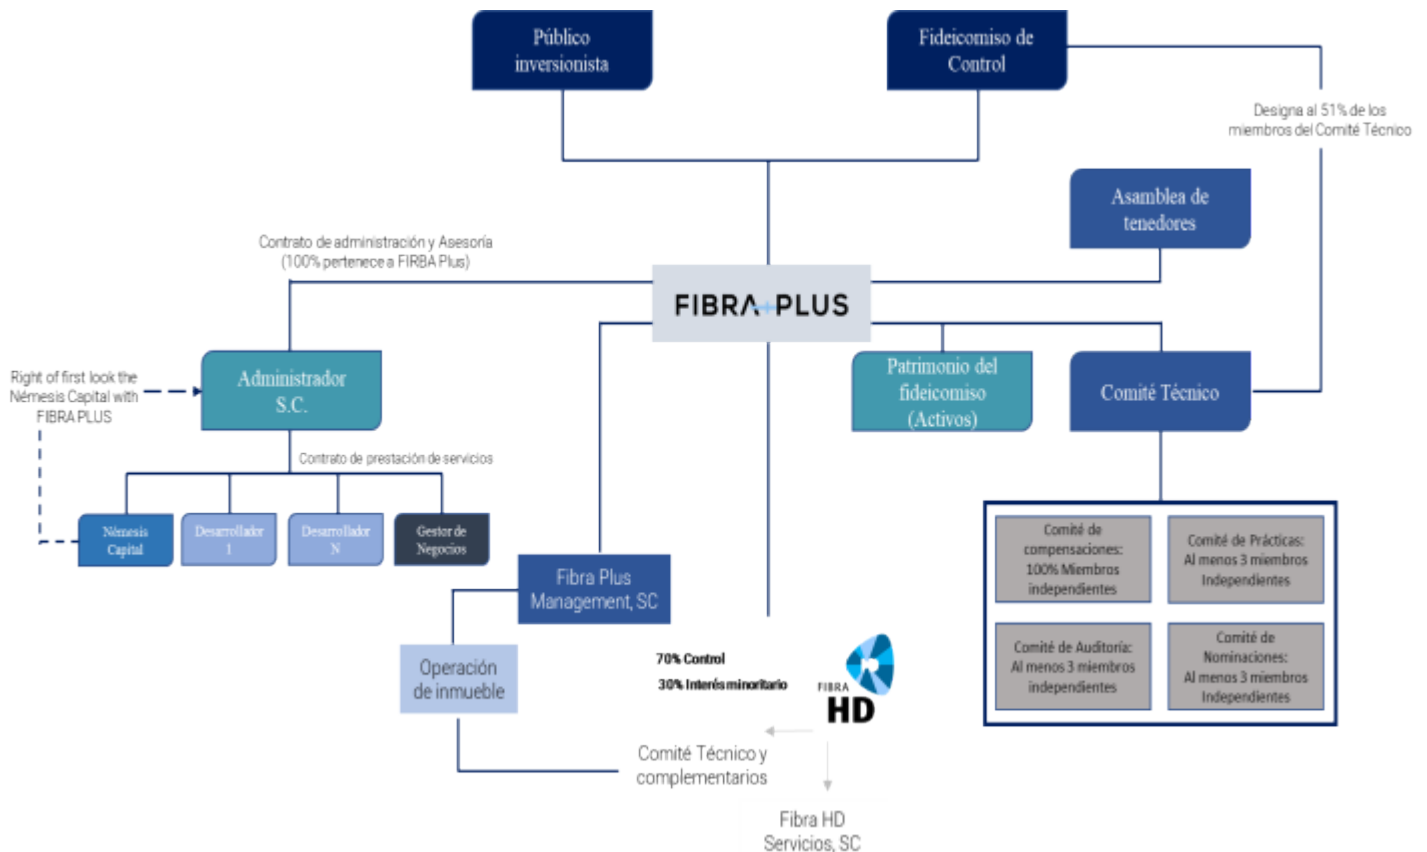 Público
inversionista
Fideicomiso de
Control
Designa al 51% de los
miembros del Comité Técnico
Asamblea de
tenedores
Contrato de administración y Asesoría
(100% pertenece a FIRBA Plus)
FIBRA+PLUS
Right of first look the
Némesis Capital with
FIBRA PLUS
Administrador
S.C.
Patrimonio del
fideicomiso
(Activos)
Comité Técnico
Contrato de prestación de servicios
Némesis
Capital
Desarrollador
1
Desarrollador
N
Gestor de
Negocios
Comité de
compensaciones:
100% Miembros
independientes
Comité de Prácticas:
Al menos 3 miembros
Independientes
Fibra Plus
Management, SC
Comité de Auditoría:
Al menos 3 miembros
independientes
Comité de
Nominaciones:
Al menos 3 miembros
Independientes
Operación
de inmueble
70% Control
30% Interés minoritario
FIBRA
HD
Comité Técnico y
complementarios
Fibra HD
Servicios, SC